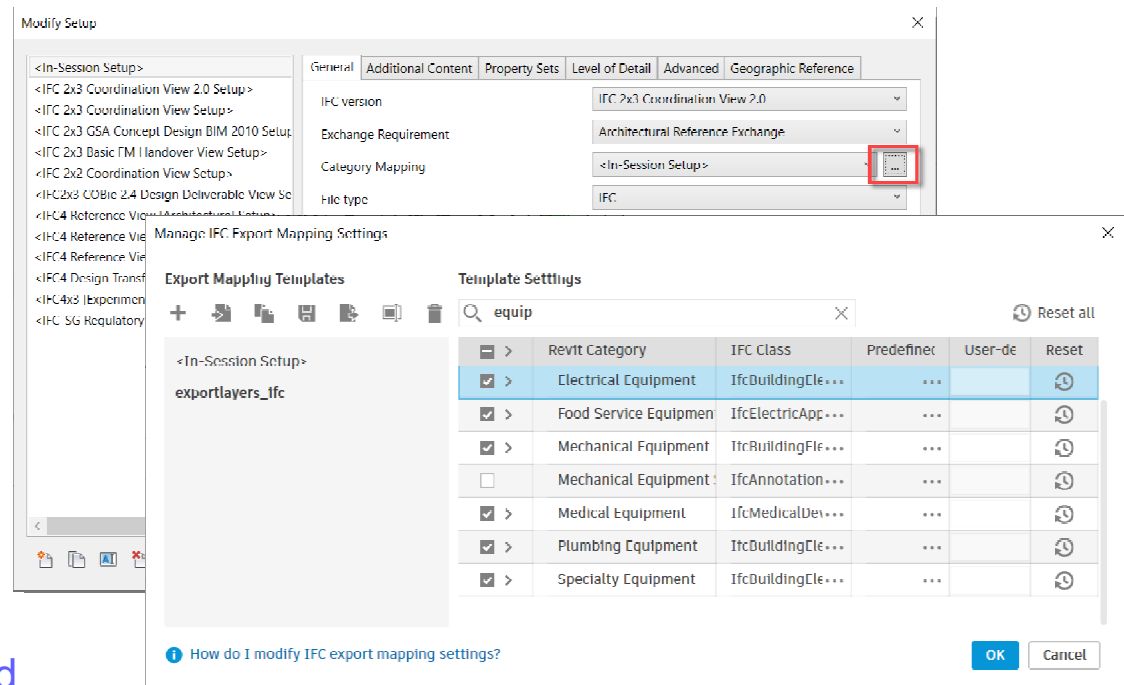 Modify Setup
<In-Session Setup>
<IFC 2x3 Coordination View 2.0 Setup>
<IFC 2x3 Coordination View Setup>
<IFC 2x3 GSA Concept Design BIM 2010 Setup
<IFC 2x3 Basic FM Handover View Setup>
<IFC 2x2 Coordination View Setup>
<IFC2x3 COBie 2.4 Design Deliverable View Se
<IFC4 Reference View [Architectural Setup>
<IFC4 Reference Vie
<IFC4 Reference Vie
<IFC4 Design Transf
<IFC4x3 [Experimen
<IFC-SG Regulatory
General Additional Content Property Sets Level of Detail Advanced Geographic Reference
IFC version IFC 2x3 Coordination View 2.0
Exchange Requirement Architectural Reference Exchange
Category Mapping <In-Session Setup> ...
File type IFC
Manage IFC Export Mapping Settings
Export Mapping Templates
<In-Session Setup>
exportlayers_ifc
Template Settings
equip Reset all
Revit Category IFC Class Predefined User-de Reset
Electrical Equipment IfcBuildingEle...
Food Service Equipment IfcElectricApp...
Mechanical Equipment IfcBuildingEle...
Mechanical Equipment S IfcAnnotation...
Medical Equipment IfcMedicalDev...
Plumbing Equipment IfcBuildingEle...
Specialty Equipment IfcBuildingEle...
How do I modify IFC export mapping settings?
OK Cancel
d